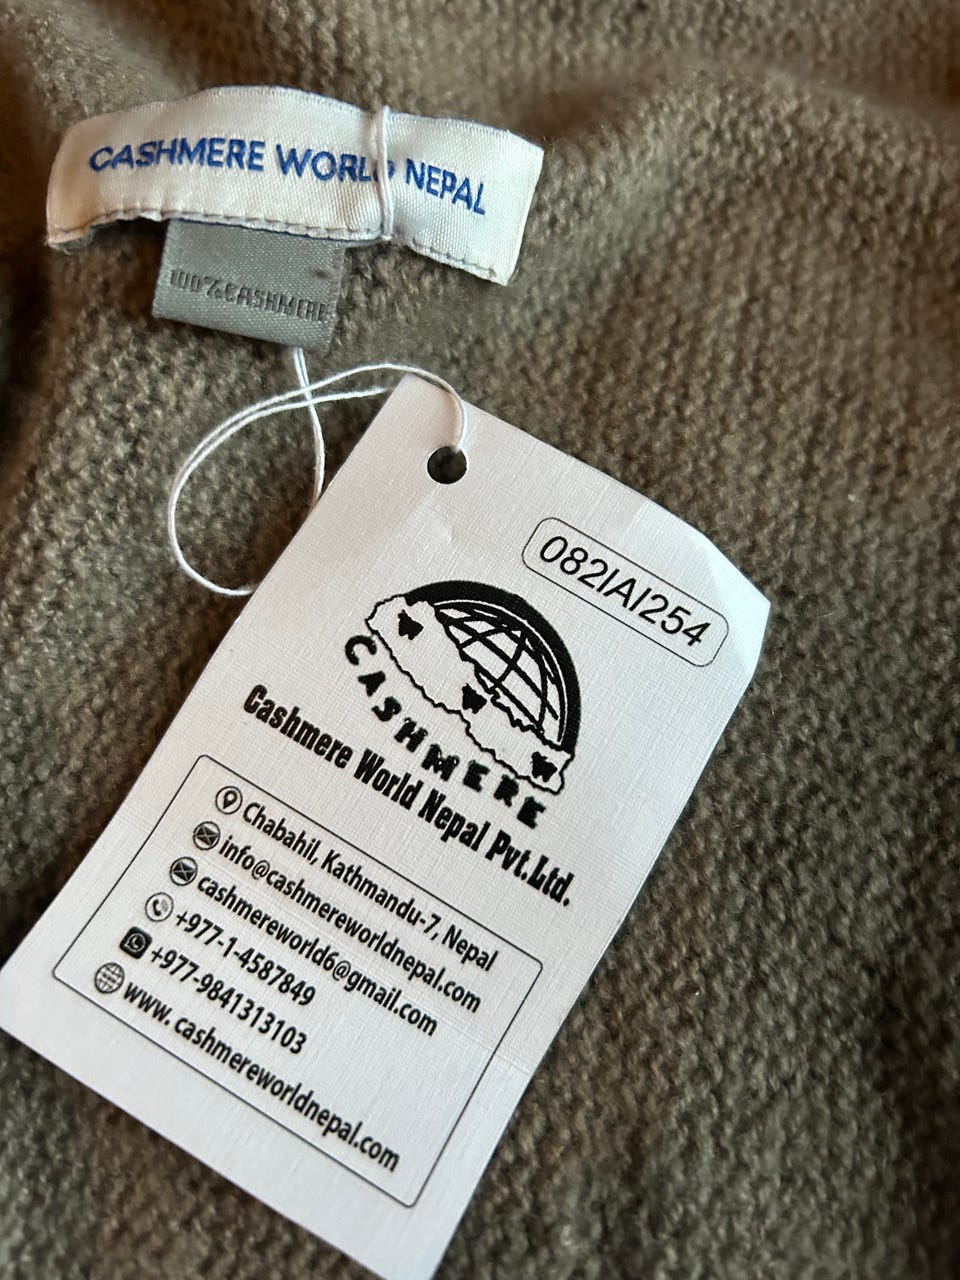 CASHMERE WORLD NEPAL
100%CASHMERE
082/A/254
CASHMERE
Cashmere World Nepal Pvt.Ltd.
Chabahil, Kathmandu-7, Nepal
info@cashmereworldnepal.com
cashmereworld6@gmail.com
+977-1-4587849
+977-9841313103
www. cashmereworldnepal.com